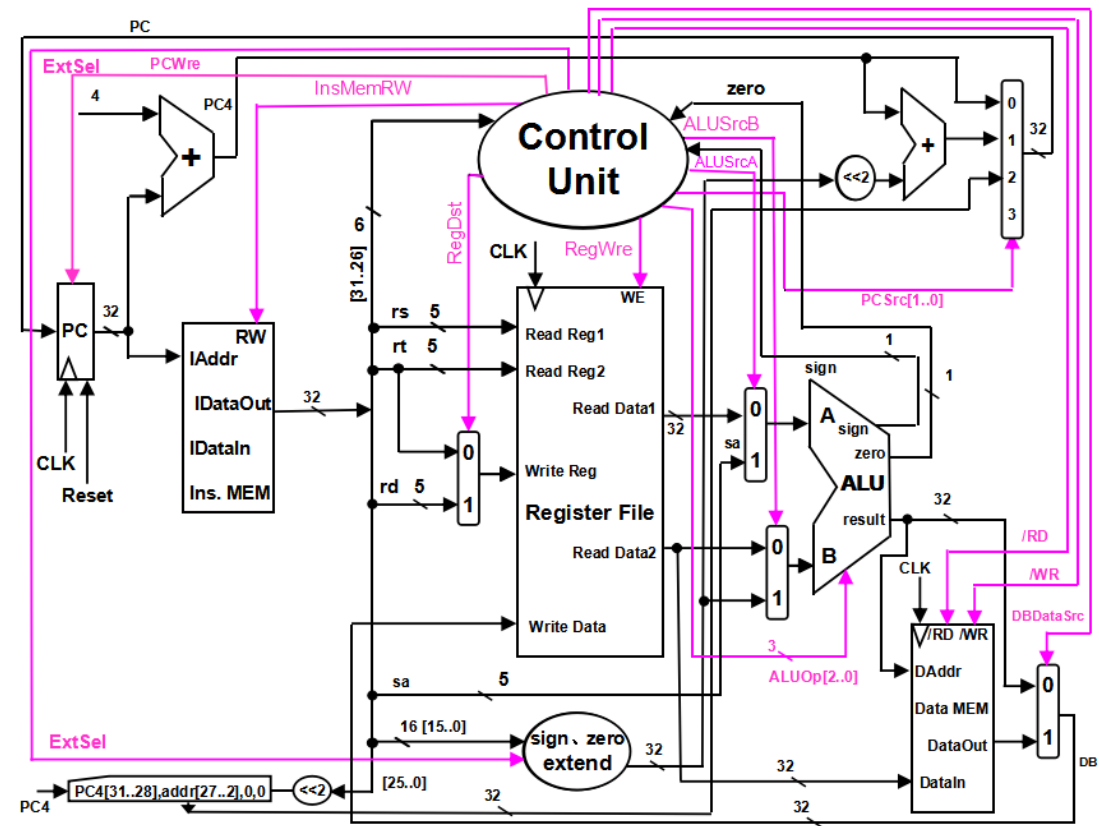 PC
ExtSel
PCWre
InsMemRW
4
PC4
+
Control
Unit
zero
ALUSrcB
ALUSrcA
<<2
+
0
1
2
3
32
6
[31..26]
RegDst
CLK
RegWre
PCSrc[1..0]
PC
32
CLK
Reset
RW
IAddr
IDataOut
IDataIn
Ins. MEM
32
rs 5
rt 5
rd 5
0
1
WE
Read Reg1
Read Reg2
Read Data1
Write Reg
Register File
Read Data2
Write Data
32
sa
0
1
0
1
sign
1
1
A
sign
zero
ALU
result
B
32
3
ALUOp[2..0]
/RD
/WR
CLK
DBDataSrc
/RD /WR
DAddr
Data MEM
DataOut
DataIn
0
1
DB
sa
5
16 [15..0]
sign、zero
extend
32
ExtSel
[25..0]
PC4
PC4[31..28],addr[27..2],0,0
<<2
32
32
32